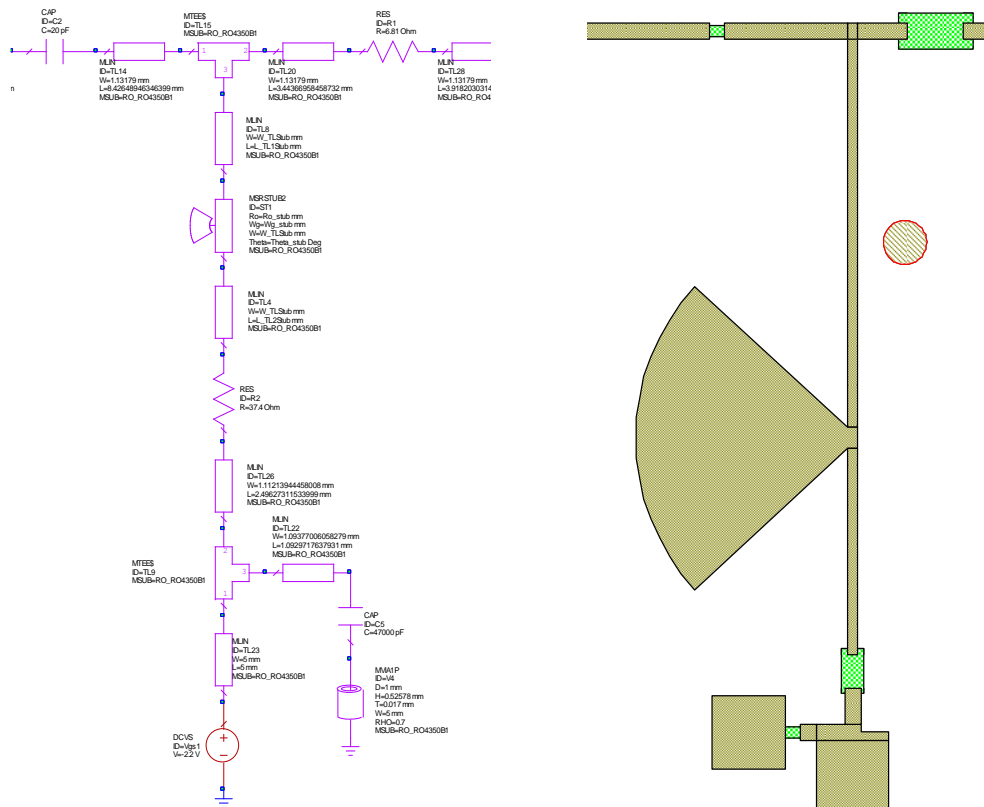 CAP
ID=C2
C=20 pF
MTEE$
ID=TL15
MSUB=RO_RO4350B1
RES
ID=R1
R=6.81 Ohm
1
2
3
n
MLIN
ID=TL14
W=1.13179 mm
L=8.42648946346399 mm
MSUB=RO_RO4350B1
MLIN
ID=TL20
W=1.13179 mm
L=3.44366958458732 mm
MSUB=RO_RO4350B1
MLIN
ID=TL28
W=1.13179 mm
L=3.9182030314
MSUB=RO_RO4
MLIN
ID=TL8
W=W_TLStub mm
L=L_TL1Stub mm
MSUB=RO_RO4350B1
MSRSTUB2
ID=ST1
Ro=Ro_stub mm
Wg=Wg_stub mm
W=W_TLStub mm
Theta=Theta_stub Deg
MSUB=RO_RO4350B1
MLIN
ID=TL4
W=W_TLStub mm
L=L_TL2Stub mm
MSUB=RO_RO4350B1
RES
ID=R2
R=37.4 Ohm
MLIN
ID=TL26
W=1.11213944458008 mm
L=2.49627311533999 mm
MSUB=RO_RO4350B1
MLIN
ID=TL22
W=1.09377006058279 mm
L=1.0929717637931 mm
MSUB=RO_RO4350B1
MTEE$
ID=TL9
MSUB=RO_RO4350B1
2
3
1
CAP
ID=C5
C=47000 pF
MLIN
ID=TL23
W=5 mm
L=5 mm
MSUB=RO_RO4350B1
MVIA1P
ID=V4
D=1 mm
H=0.52578 mm
T=0.017 mm
W=5 mm
RHO=0.7
MSUB=RO_RO4350B1
DCVS
ID=Vgs1
V=-2.2 V